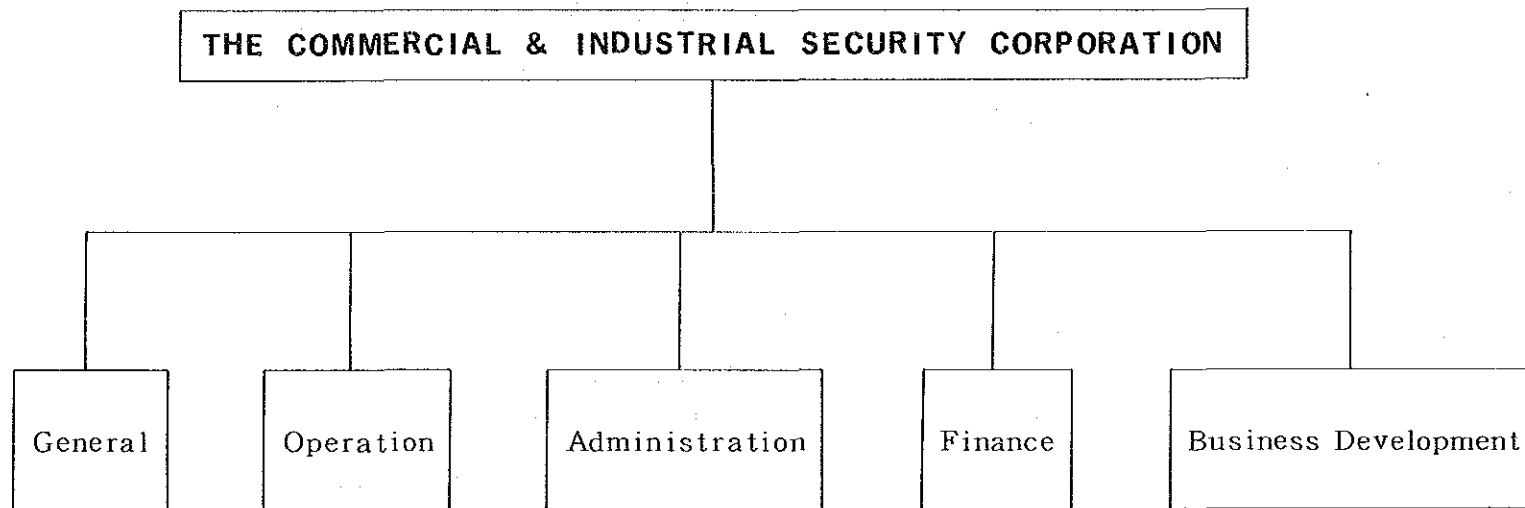 THE COMMERCIAL & INDUSTRIAL SECURITY CORPORATION
General
Operation
Administration
Finance
Business Development